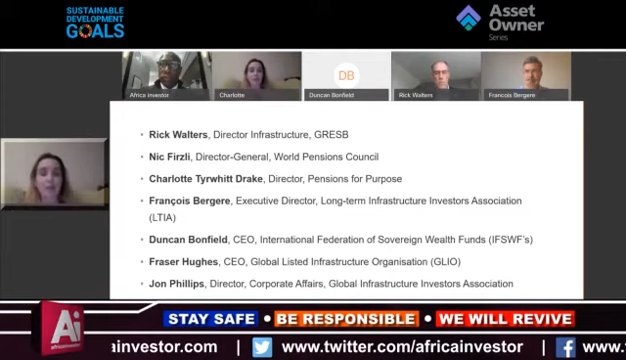 SUSTAINABLE
DEVELOPMENT
GOALS
Asset
Owner
Series
DB
Africa investor
Charlotte
Duncan Bonfield
Rick Walters
Francois Bergere
• Rick Walters, Director Infrastructure, GRESB
• Nic Firzli, Director-General, World Pensions Council
• Charlotte Tyrwhitt Drake, Director, Pensions for Purpose
• François Bergere, Executive Director, Long-term Infrastructure Investors Association
(LTIA)
• Duncan Bonfield, CEO, International Federation of Sovereign Wealth Funds (IFSWF's)
• Fraser Hughes, CEO, Global Listed Infrastructure Organisation (GLIO)
• Jon Phillips, Director, Corporate Affairs, Global Infrastructure Investors Association
Ai
africainvestor
STAY SAFE • BE RESPONSIBLE • WE WILL REVIVE
ainvestor.com www.twitter.com/africainvestor www.